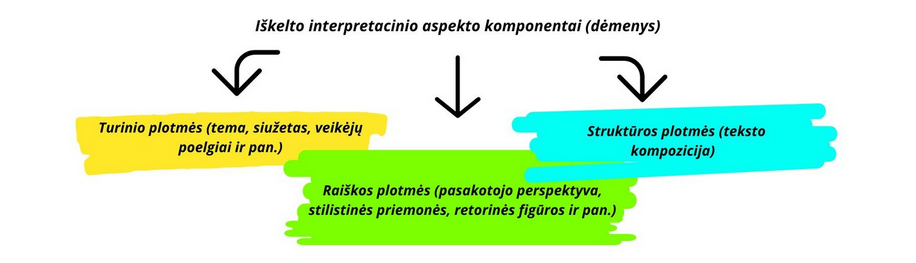 Iškelto interpretacinio aspekto komponentai (dėmenys)
Turinio plotmės (tema, siužetas, veikėjų
poelgiai ir pan.)
Struktūros plotmės (teksto
kompozicija)
Raiškos plotmės (pasakotojo perspektyva,
stilistinės priemonės, retorinės figūros ir pan.)